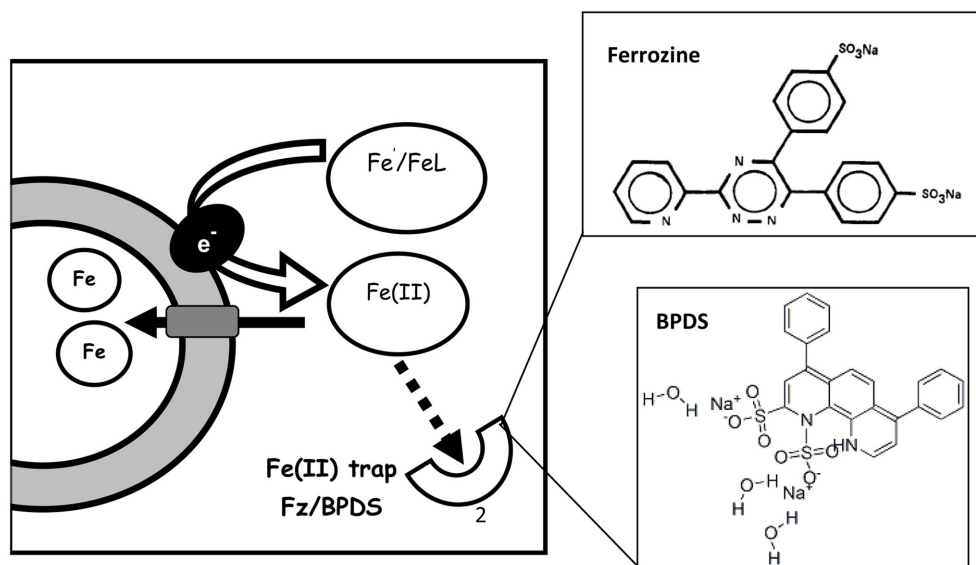 Fe'/FeL
e-
Fe(II)
Fe
Fe
Fe(II) trap
Fz/BPDS
2
Ferrozine
SO3Na
SO3Na
N
N
N
N
BPDS
H
O
H
Na+
-O
S
O
O
N
HN
O
S
O
O-
H
O
H
Na+
H
O
H